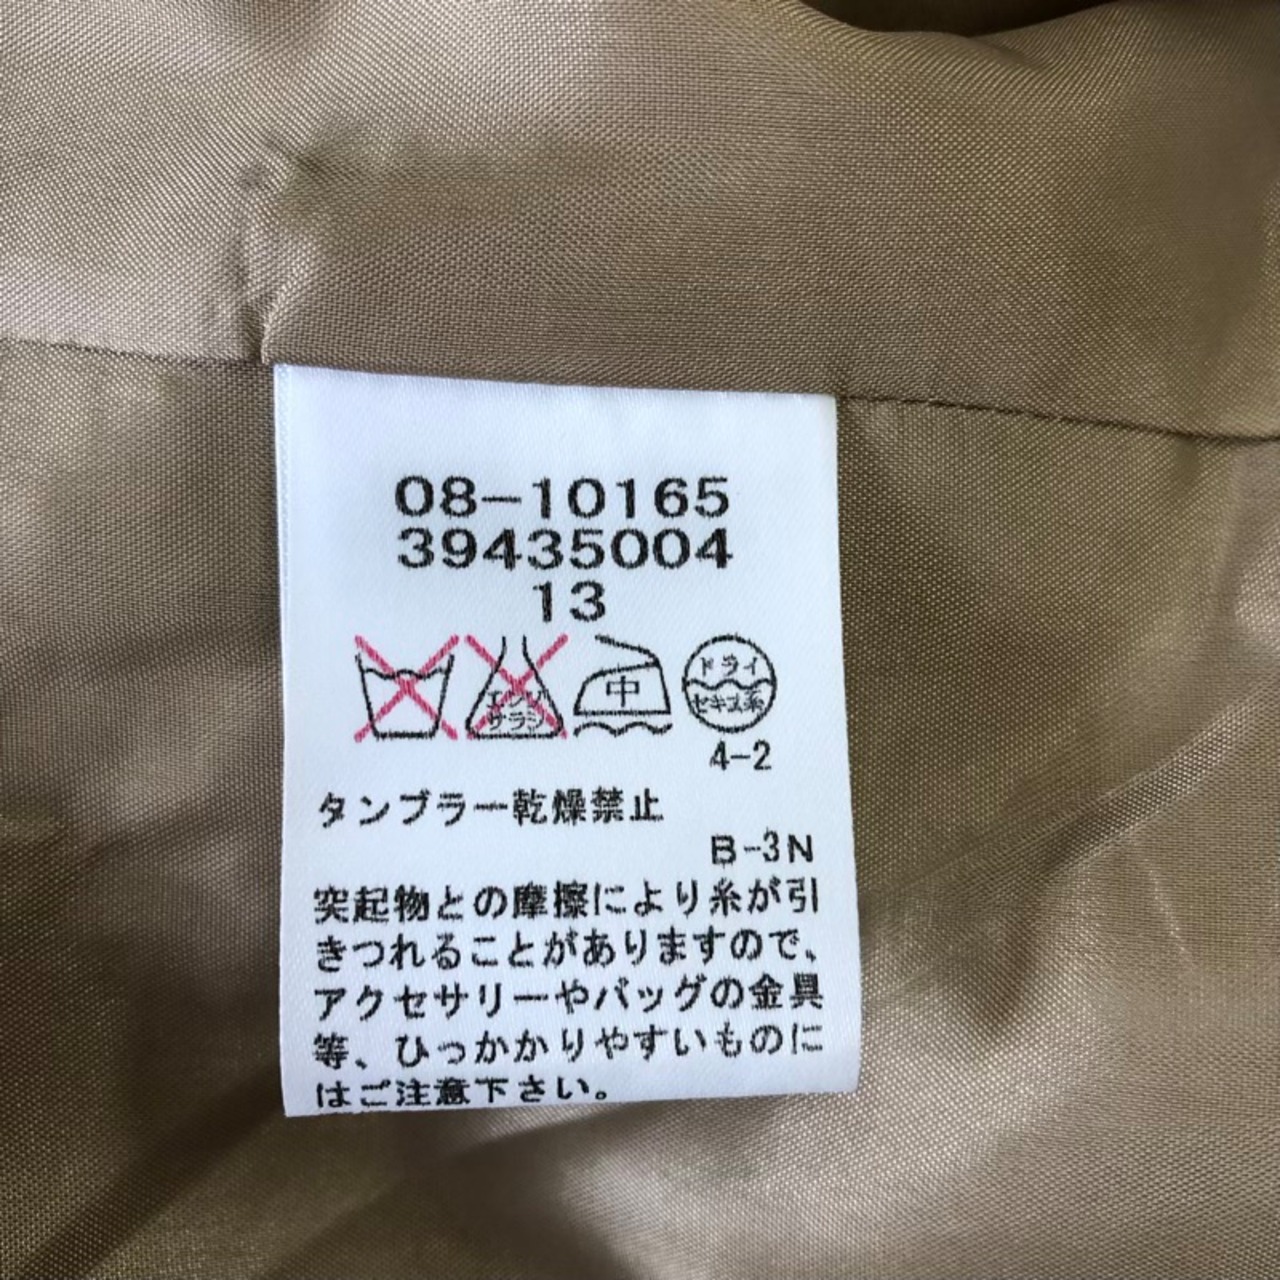 08-10165
39435004
13
中
エンソ
サラシ
ドライ
セキユ系
4-2
タンブラー乾燥禁止
B-3N
突起物との摩擦により糸が引
きつれることがありますので、
アクセサリーやバッグの金具
等、ひっかかりやすいものに
はご注意下さい。